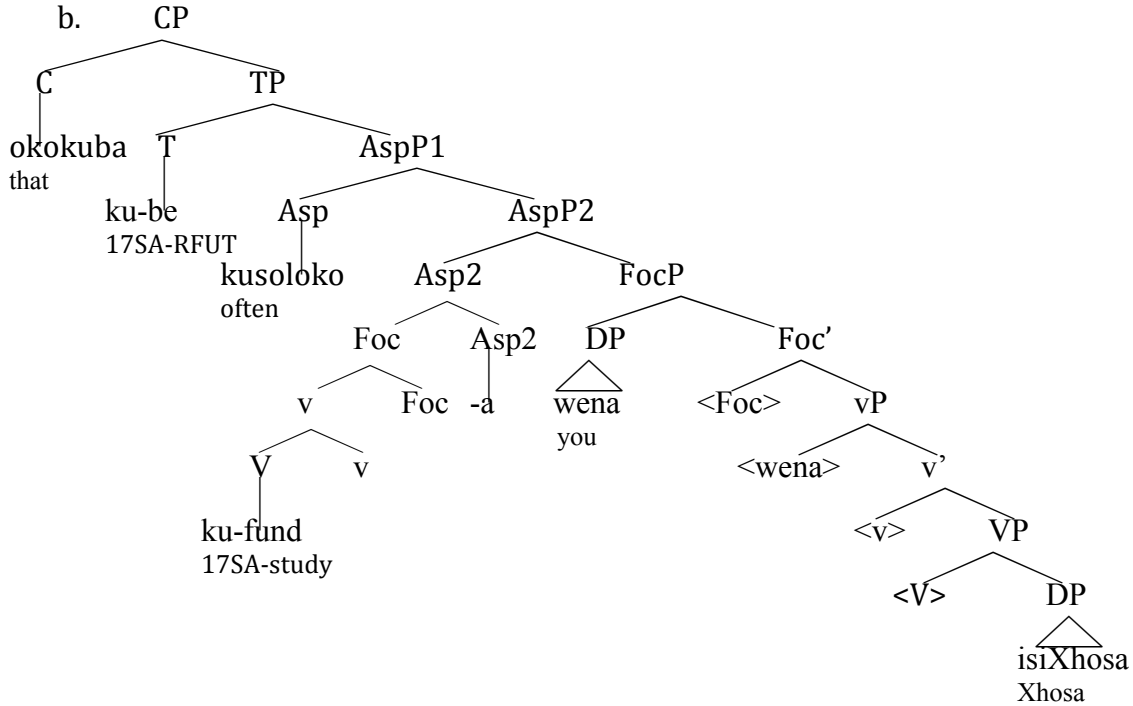 b. CP
C TP
okokuba T AspP1
that
ku-be Asp AspP2
17SA-RFUT
kusoloko Asp2 FocP
often
Foc Asp2 DP Foc’
v Foc -a wena <Foc> vP
you
V v <wena> v’
ku-fund <v> VP
17SA-study
<V> DP
isiXhosa
Xhosa